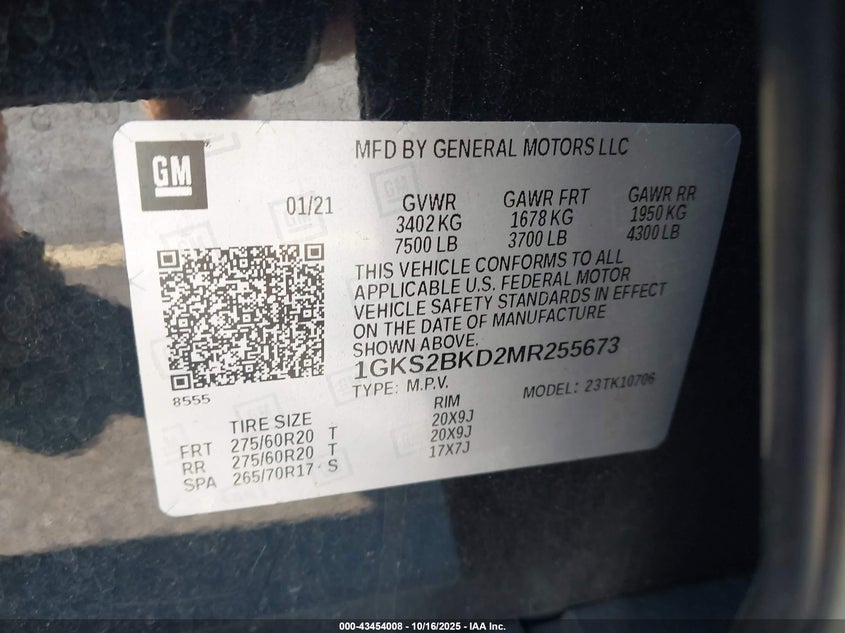 GM
MFD BY GENERAL MOTORS LLC
01/21
GVWR GAWR FRT GAWR RR
3402 KG 1678 KG 1950 KG
7500 LB 3700 LB 4300 LB
THIS VEHICLE CONFORMS TO ALL
APPLICABLE U.S. FEDERAL MOTOR
VEHICLE SAFETY STANDARDS IN EFFECT
ON THE DATE OF MANUFACTURE
SHOWN ABOVE.
1GKS2BKD2MR255673
TYPE: M.P.V. MODEL: 23TK10706
8555
TIRE SIZE RIM
FRT 275/60R20 T 20X9J
RR 275/60R20 T 20X9J
SPA 265/70R17 S 17X7J
000-43454008 - 10/16/2025 - IAA Inc.